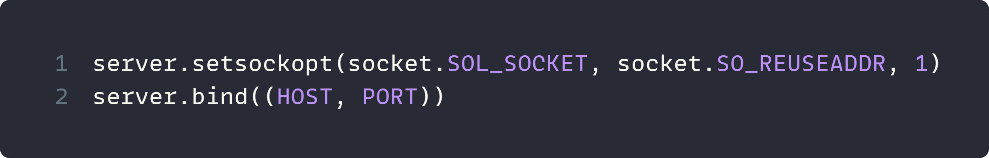 1 server.setsockopt(socket.SOL_SOCKET, socket.SO_REUSEADDR, 1)
2 server.bind((HOST, PORT))